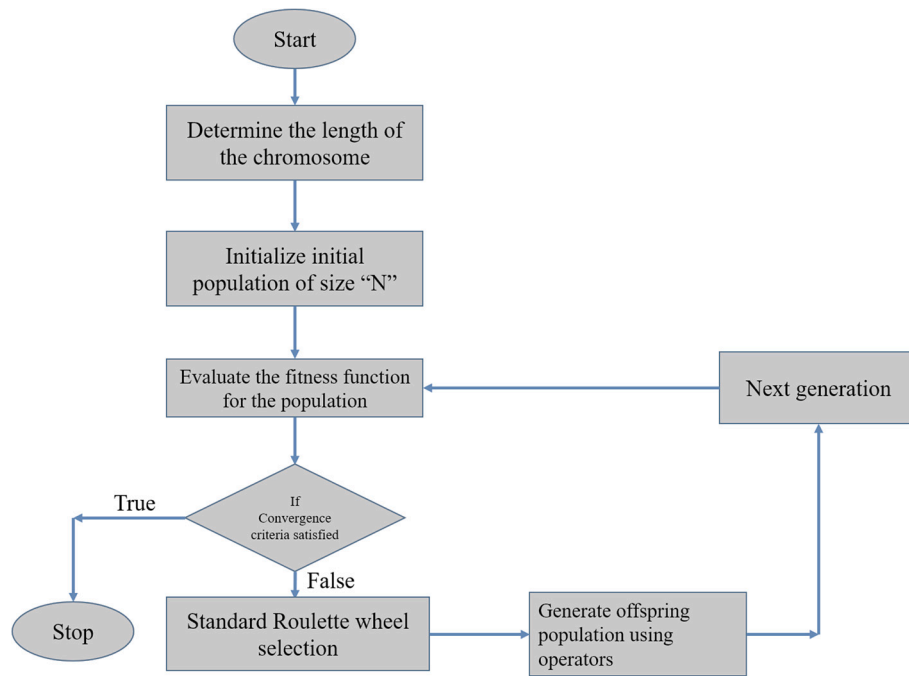 Start
Determine the length of
the chromosome
Initialize initial
population of size “N”
Evaluate the fitness function
for the population
Next generation
If
Convergence
criteria satisfied
True
False
Stop
Standard Roulette wheel
selection
Generate offspring
population using
operators